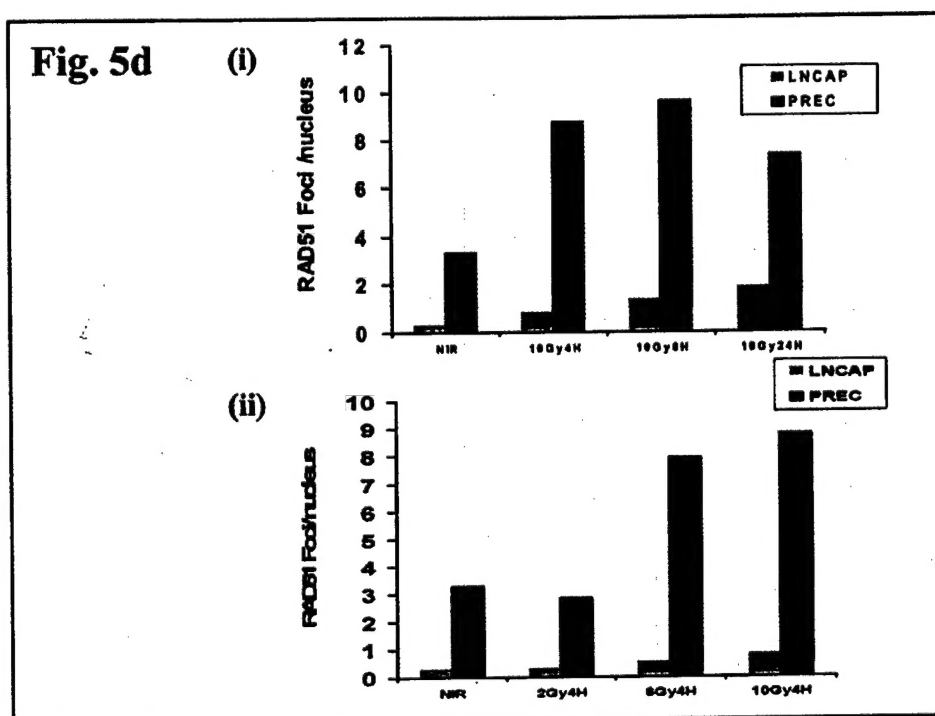 Fig. 5d
(i)
RAD51 Foci /nucleus
12
10
8
6
4
2
0
LNCAP
PREC
NIR
10Gy4H
10Gy8H
10Gy24H
(ii)
RAD51 Foci/nucleus
10
9
8
7
6
5
4
3
2
1
0
LNCAP
PREC
NIR
2Gy4H
5Gy4H
10Gy4H